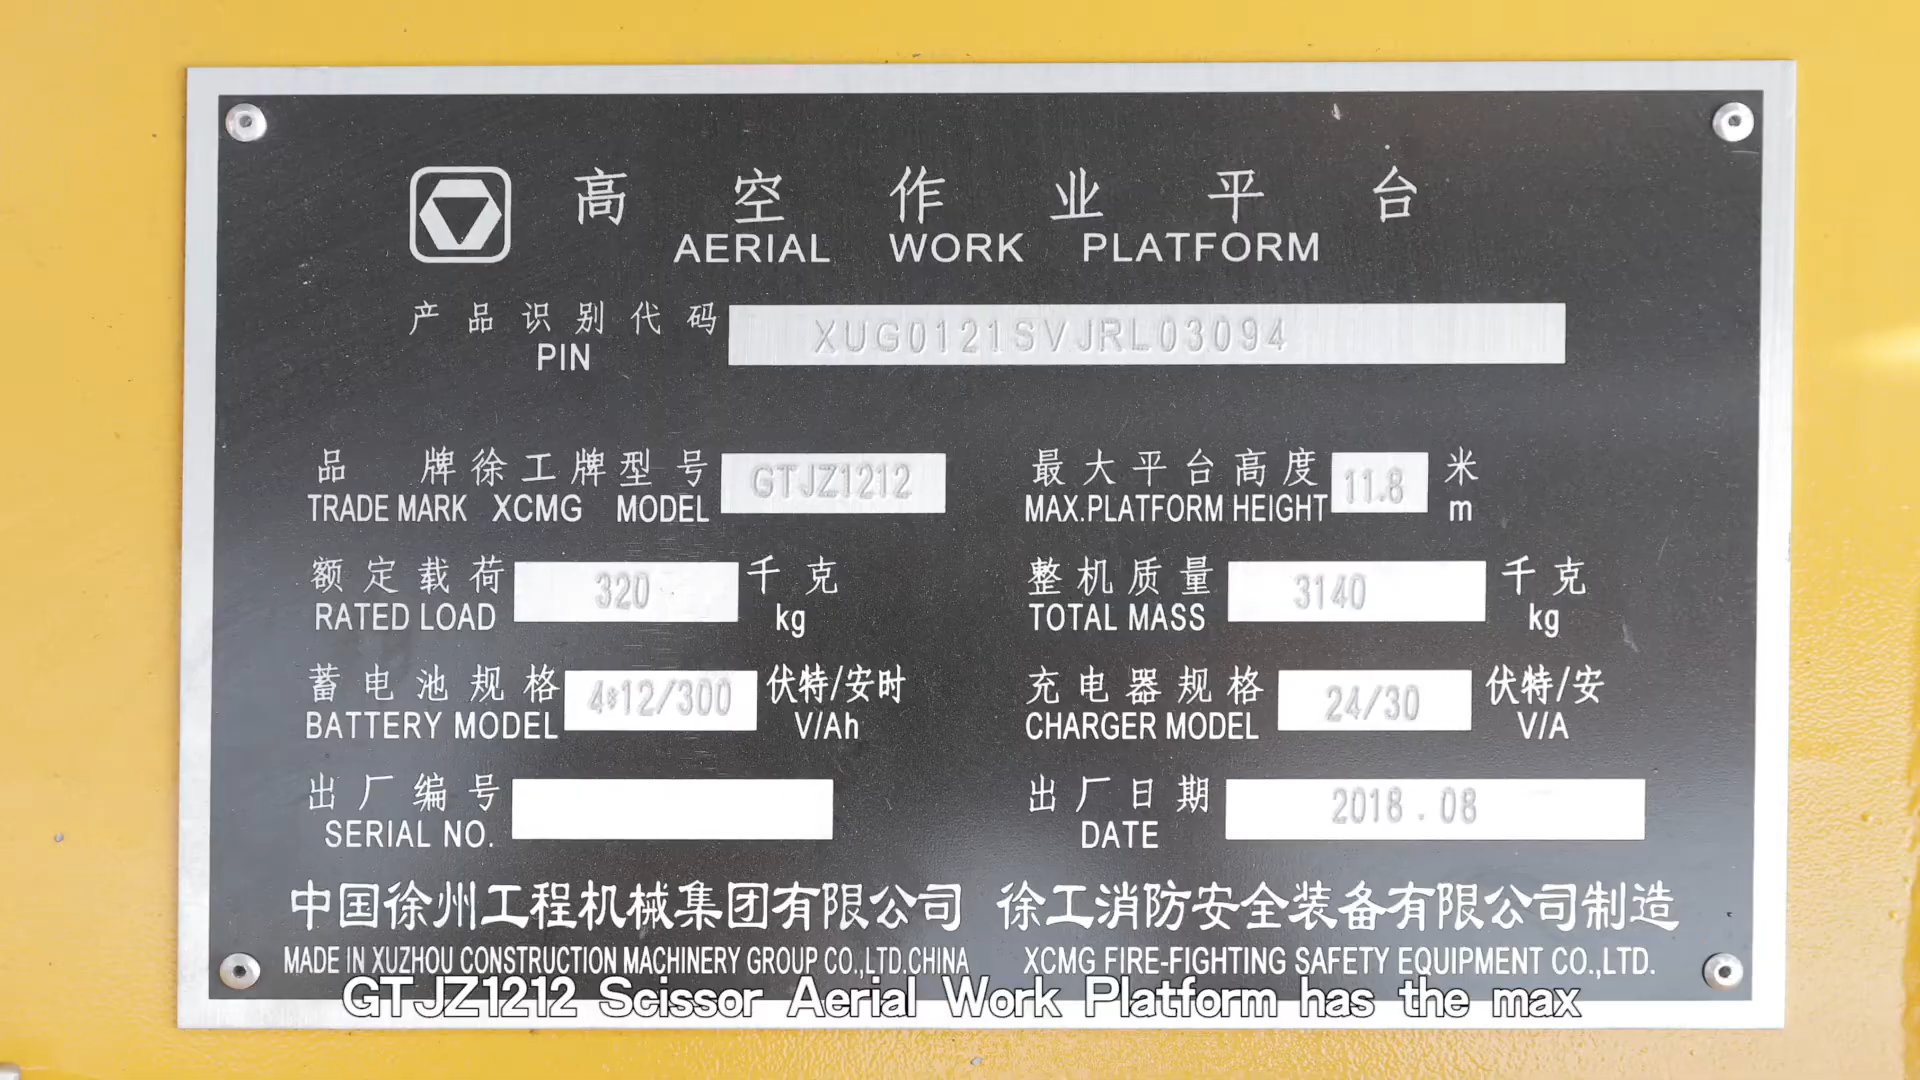 高空作业平台
AERIAL WORK PLATFORM
产品识别代码
PIN
XUG0121SVJRL03094
品 牌徐工牌型号 GTJZ1212
TRADE MARK XCMG MODEL
最大平台高度 11.8 米
MAX.PLATFORM HEIGHT m
额定载荷 320 千克
RATED LOAD kg
整机质量 3140 千克
TOTAL MASS kg
蓄电池规格 4*12/300 伏特/安时
BATTERY MODEL V/Ah
充电器规格 24/30 伏特/安
CHARGER MODEL V/A
出厂编号
SERIAL NO.
出厂日期 2018.08
DATE
中国徐州工程机械集团有限公司 徐工消防安全装备有限公司制造
MADE IN XUZHOU CONSTRUCTION MACHINERY GROUP CO.,LTD.CHINA XCMG FIRE-FIGHTING SAFETY EQUIPMENT CO.,LTD.
GTJZ1212 Scissor Aerial Work Platform has the max